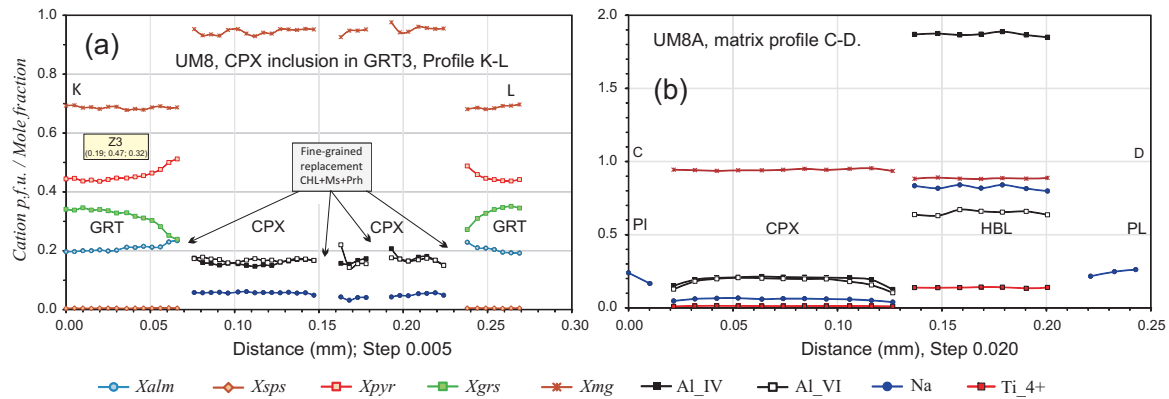 Cation p.f.u. / Mole fraction
1.0
0.8
0.6
0.4
0.2
0.0
(a)
UM8, CPX inclusion in GRT3, Profile K-L
K
L
Z3
(0.19; 0.47; 0.32)
Fine-grained
replacement
CHL+Ms+Prh
GRT
CPX
CPX
GRT
0.00
0.05
0.10
0.15
0.20
0.25
0.30
Distance (mm); Step 0.005
2.0
1.5
1.0
0.5
0.0
UM8A, matrix profile C-D.
(b)
C
D
Pl
CPX
HBL
PL
0.00
0.05
0.10
0.15
0.20
0.25
Distance (mm), Step 0.020
Xalm
Xsps
Xpyr
Xgrs
Xmg
Al_IV
Al_VI
Na
Ti_4+